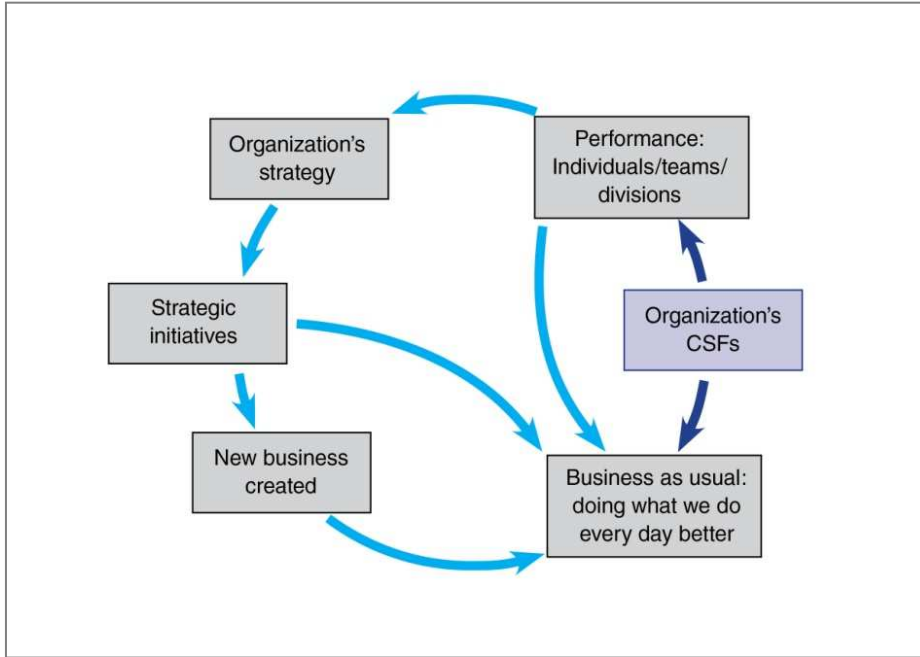 Organization's
strategy
Performance:
Individuals/teams/
divisions
Strategic
initiatives
Organization's
CSFs
New business
created
Business as usual:
doing what we do
every day better